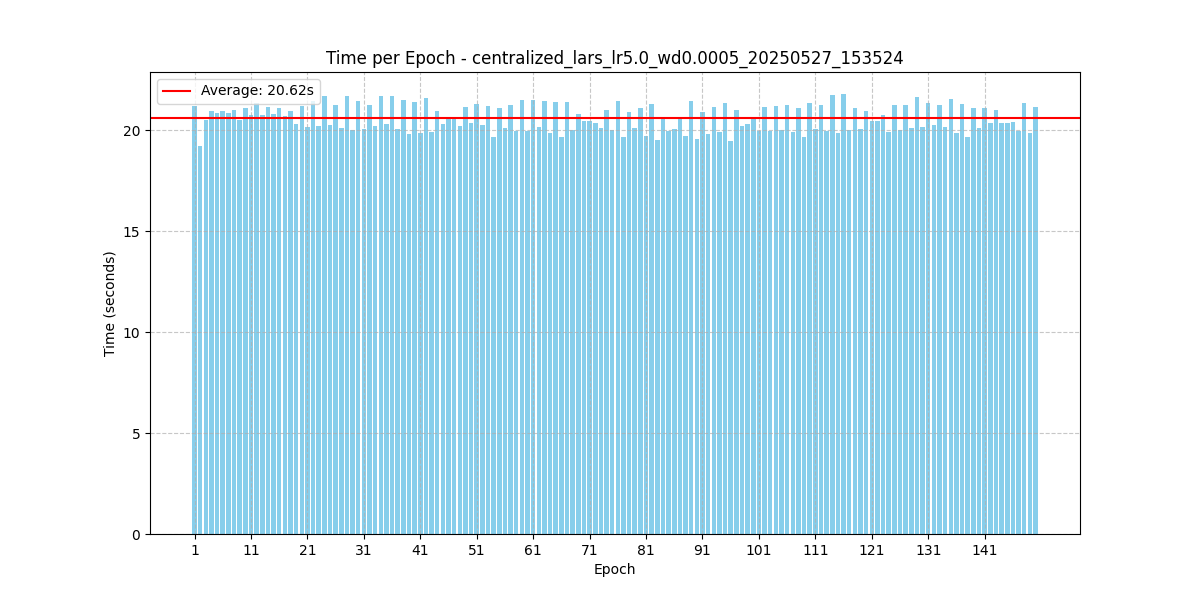 Time per Epoch - centralized_lars_lr5.0_wd0.0005_20250527_153524
Average: 20.62s
Time (seconds)
20
15
10
5
0
1 11 21 31 41 51 61 71 81 91 101 111 121 131 141
Epoch